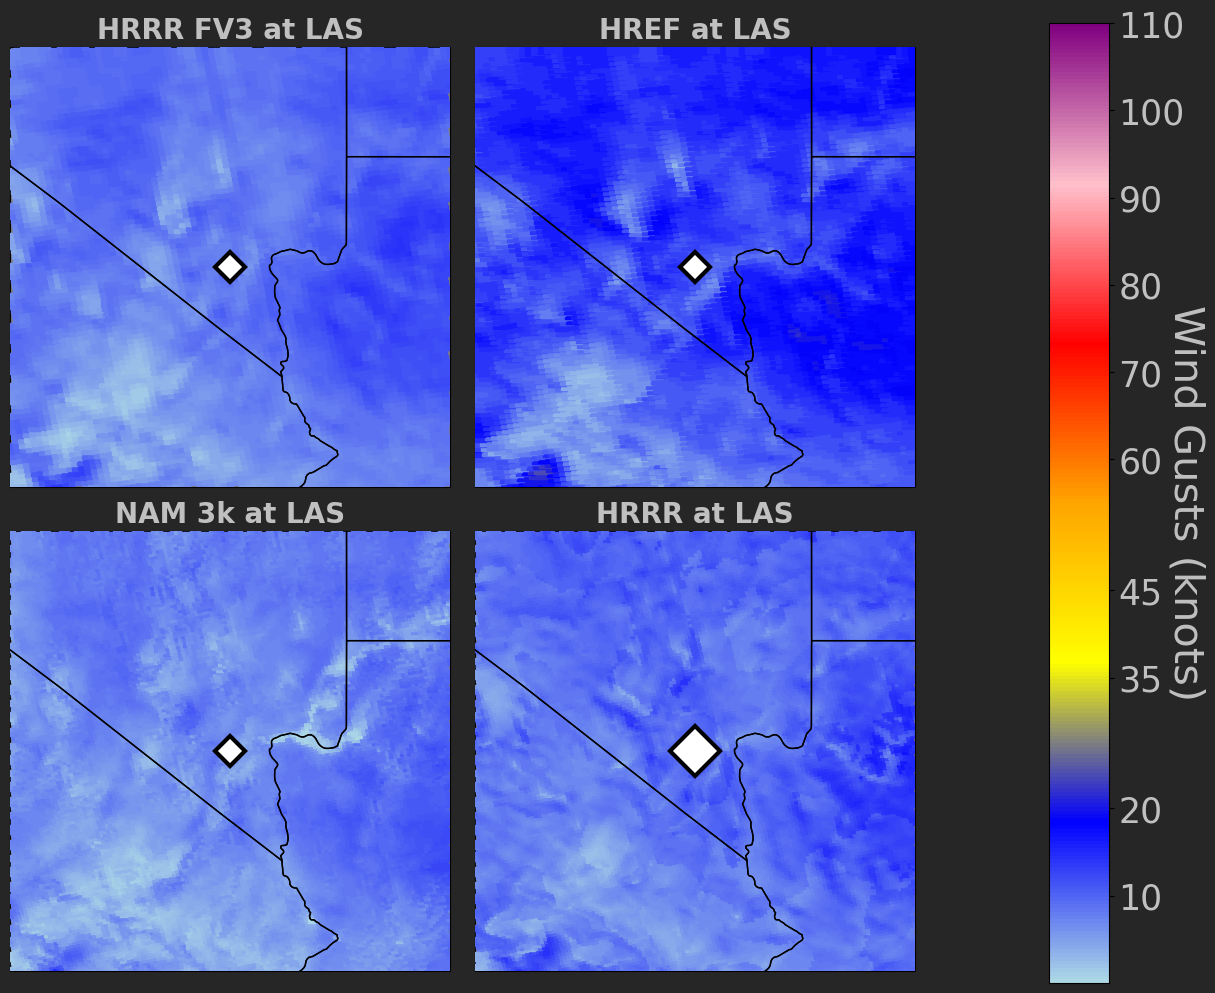 HRRR FV3 at LAS
HREF at LAS
NAM 3k at LAS
HRRR at LAS
110
100
90
80
70
60
45
35
20
10
Wind Gusts (knots)